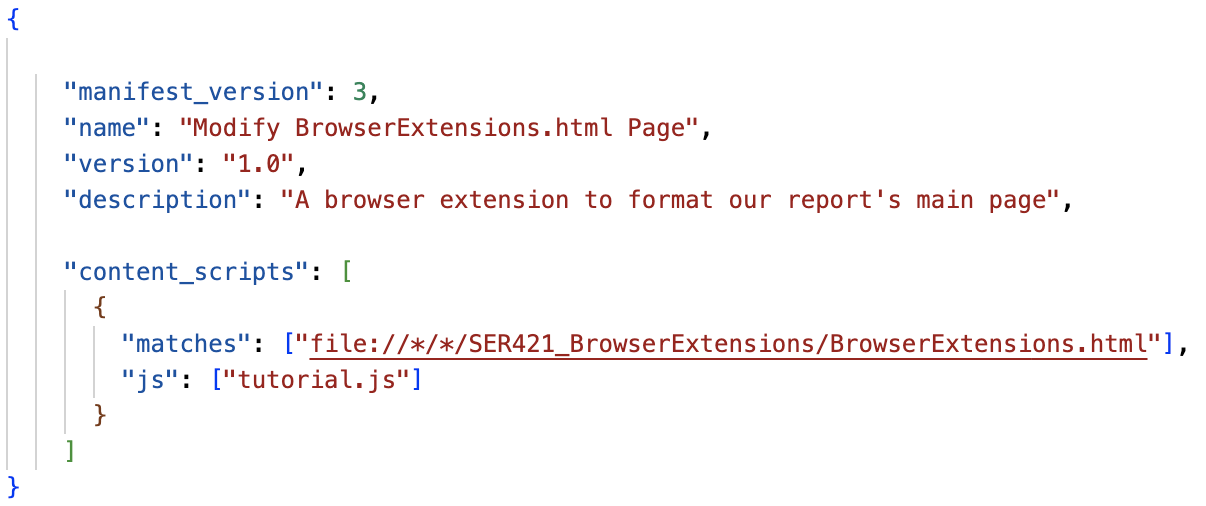 {
"manifest_version": 3,
"name": "Modify BrowserExtensions.html Page",
"version": "1.0",
"description": "A browser extension to format our report's main page",
"content_scripts": [
{
"matches": ["file://*/*/SER421_BrowserExtensions/BrowserExtensions.html"],
"js": ["tutorial.js"]
}
]
}